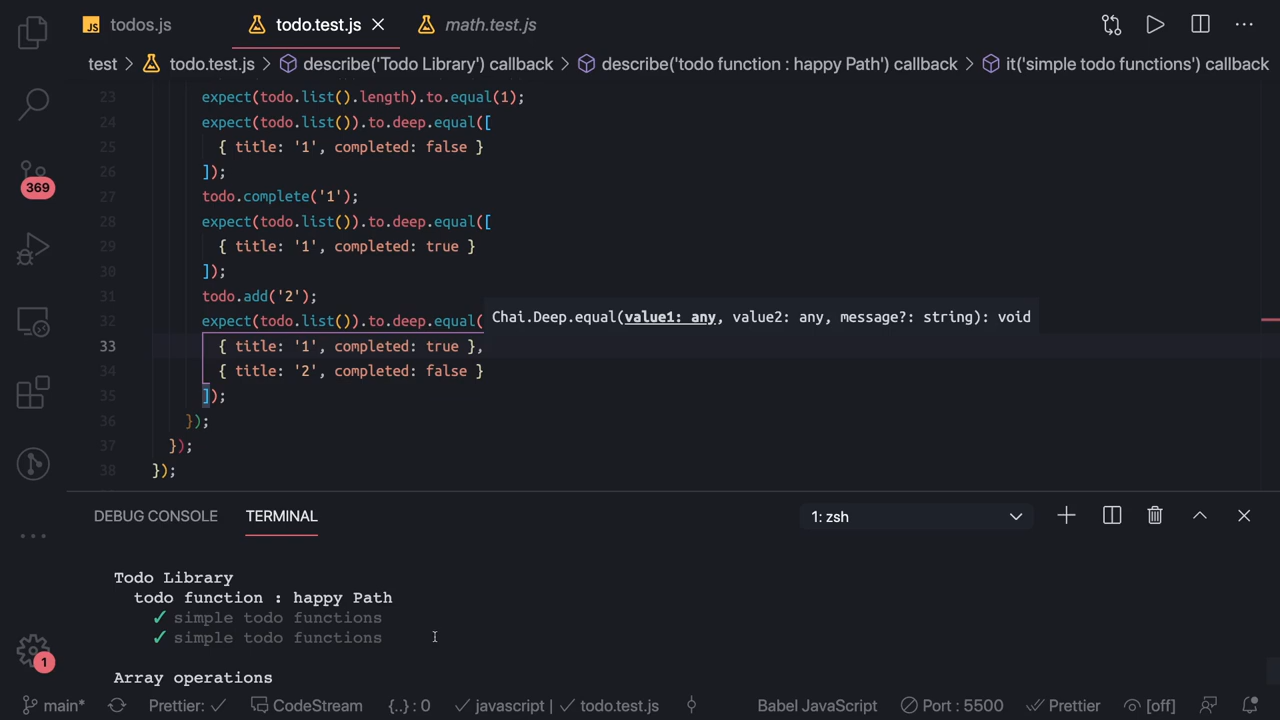 JS todos.js
todo.test.js
math.test.js
test > todo.test.js > describe('Todo Library') callback > describe('todo function : happy Path') callback > it('simple todo functions') callback
23 expect(todo.list().length).to.equal(1);
24 expect(todo.list()).to.deep.equal([
25 { title: '1', completed: false }
26 ]);
27 todo.complete('1');
28 expect(todo.list()).to.deep.equal([
29 { title: '1', completed: true }
30 ]);
31 todo.add('2');
32 expect(todo.list()).to.deep.equal(
Chai.Deep.equal(value1: any, value2: any, message?: string): void
33 { title: '1', completed: true },
34 { title: '2', completed: false }
35 ]);
36 });
37 });
38 });
369
DEBUG CONSOLE
TERMINAL
1: zsh
Todo Library
todo function : happy Path
✓ simple todo functions
✓ simple todo functions
Array operations
1
main*
Prettier: ✓
CodeStream
{..} : 0
✓ javascript | ✓ todo.test.js
Babel JavaScript
Port : 5500
Prettier
[off]